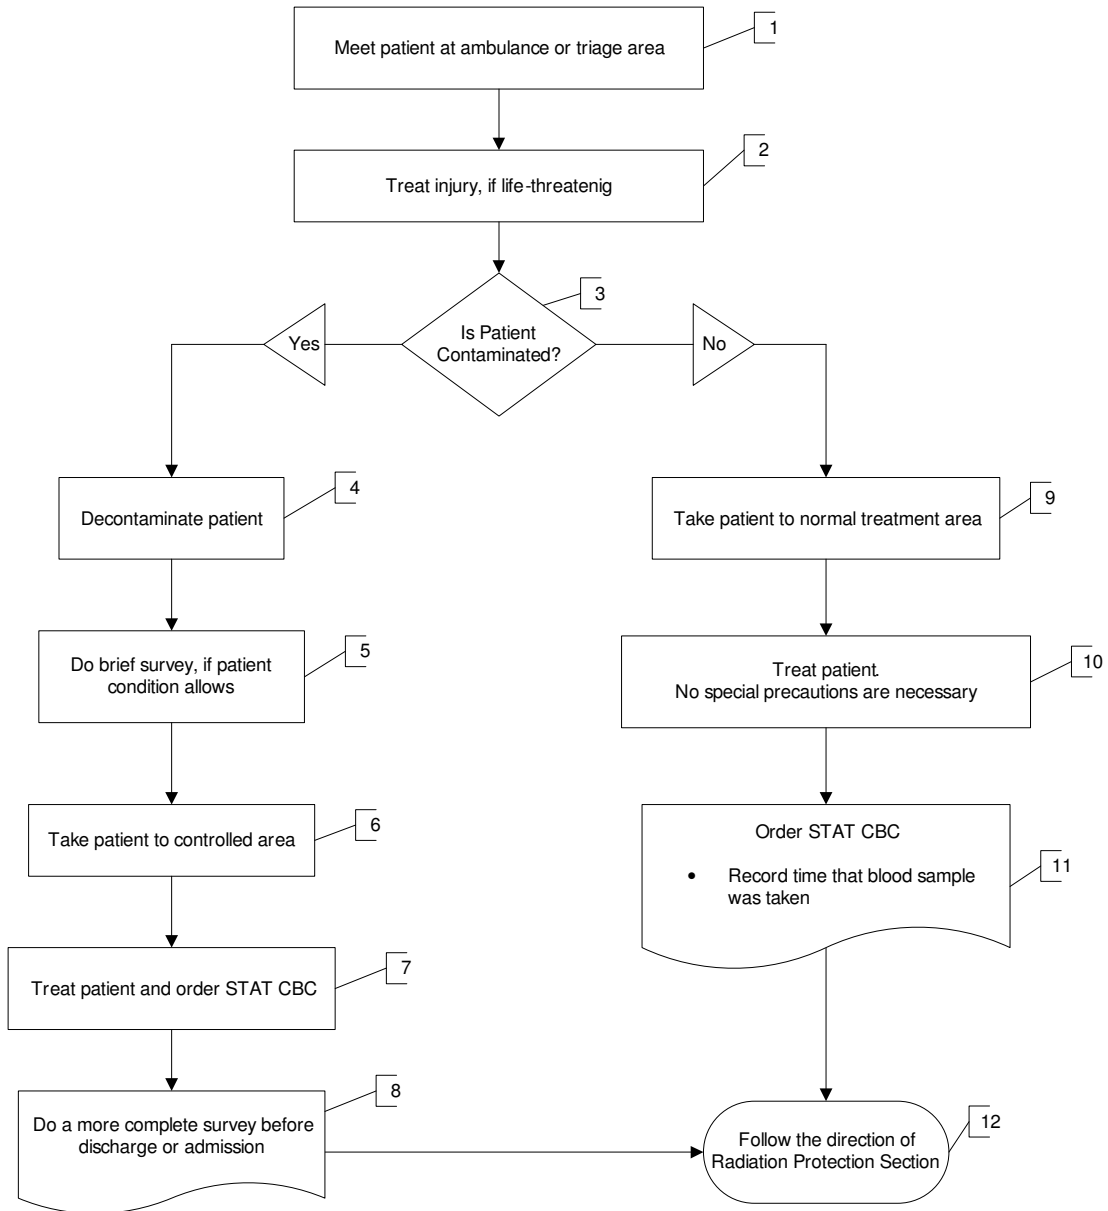 1
Meet patient at ambulance or triage area
2
Treat injury, if life-threatenig
3
Is Patient
Contaminated?
Yes
No
4
Decontaminate patient
9
Take patient to normal treatment area
5
Do brief survey, if patient
condition allows
10
Treat patient.
No special precautions are necessary
6
Take patient to controlled area
Order STAT CBC
• Record time that blood sample
was taken
11
7
Treat patient and order STAT CBC
8
Do a more complete survey before
discharge or admission
12
Follow the direction of
Radiation Protection Section